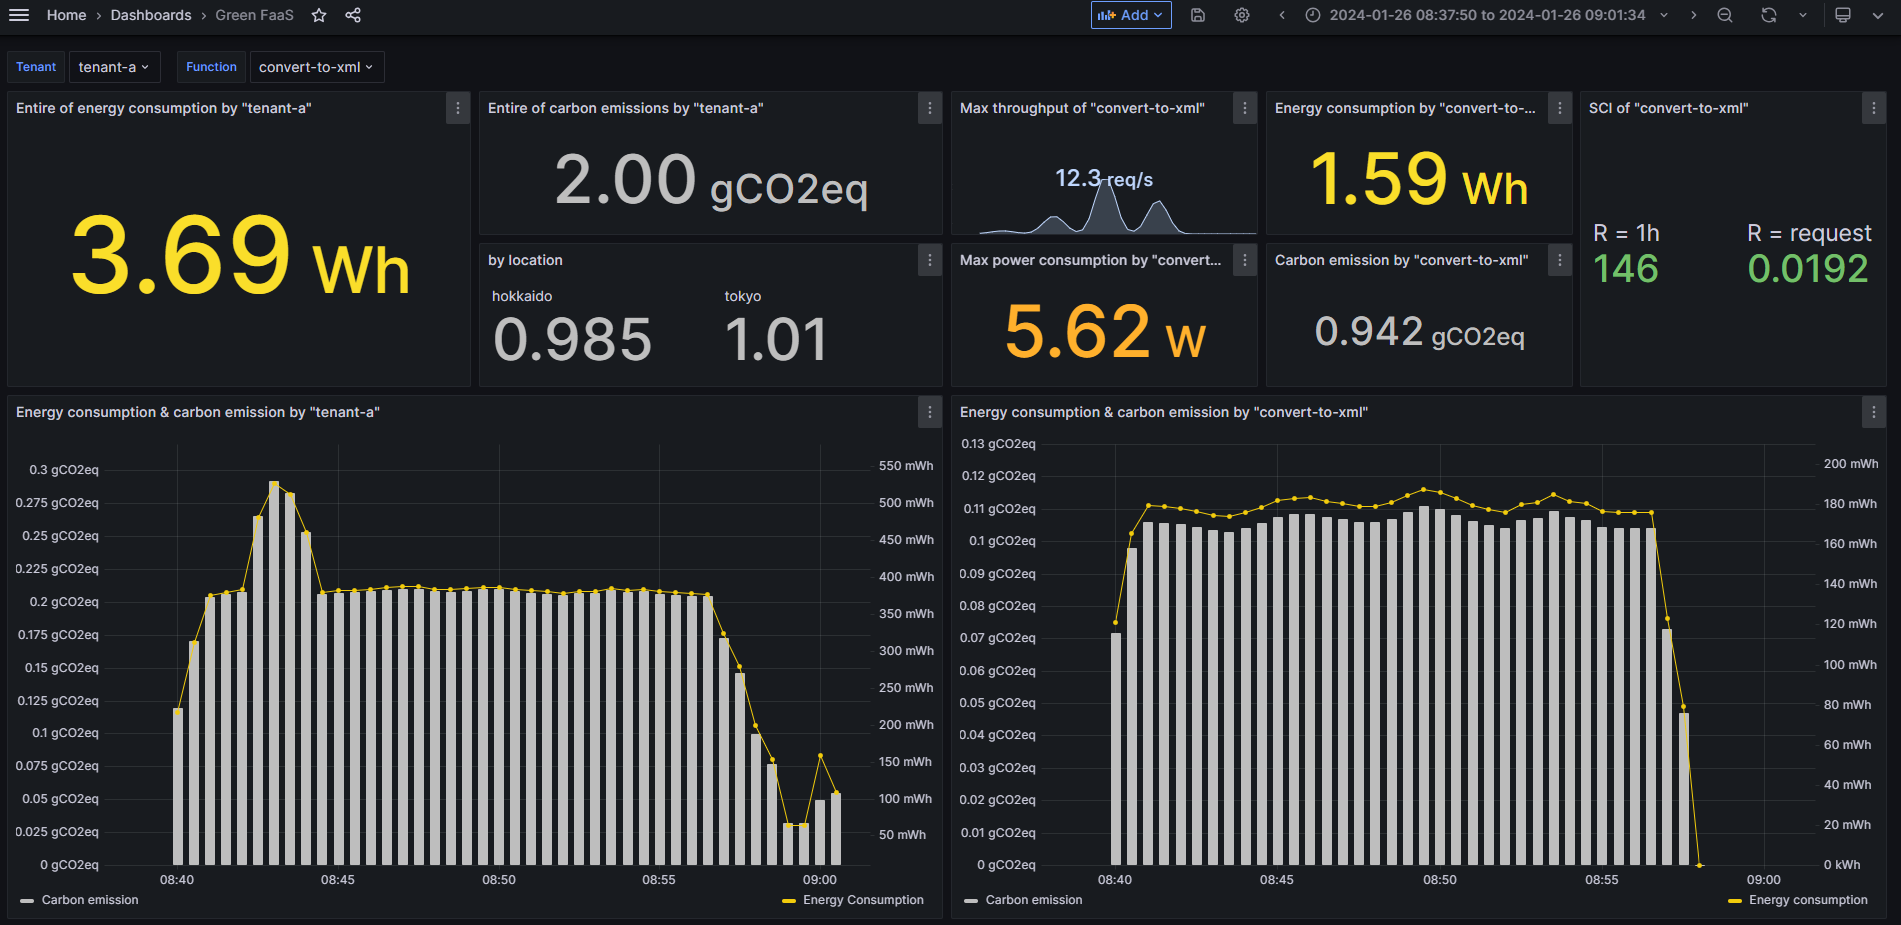 Home › Dashboards › Green FaaS
Add
2024-01-26 08:37:50 to 2024-01-26 09:01:34
Tenant tenant-a Function convert-to-xml
Entire of energy consumption by "tenant-a"
3.69 Wh
Entire of carbon emissions by "tenant-a"
2.00 gCO2eq
by location
hokkaido tokyo
0.985 1.01
Max throughput of "convert-to-xml"
12.3 req/s
Max power consumption by "convert...
5.62 W
Energy consumption by "convert-to-...
1.59 Wh
Carbon emission by "convert-to-xml"
0.942 gCO2eq
SCI of "convert-to-xml"
R = 1h R = request
146 0.0192
Energy consumption & carbon emission by "tenant-a"
0.3 gCO2eq
0.275 gCO2eq
0.25 gCO2eq
0.225 gCO2eq
0.2 gCO2eq
0.175 gCO2eq
0.15 gCO2eq
0.125 gCO2eq
0.1 gCO2eq
0.075 gCO2eq
0.05 gCO2eq
0.025 gCO2eq
0 gCO2eq
550 mWh
500 mWh
450 mWh
400 mWh
350 mWh
300 mWh
250 mWh
200 mWh
150 mWh
100 mWh
50 mWh
08:40 08:45 08:50 08:55 09:00
Carbon emission Energy Consumption
Energy consumption & carbon emission by "convert-to-xml"
0.13 gCO2eq
0.12 gCO2eq
0.11 gCO2eq
0.1 gCO2eq
0.09 gCO2eq
0.08 gCO2eq
0.07 gCO2eq
0.06 gCO2eq
0.05 gCO2eq
0.04 gCO2eq
0.03 gCO2eq
0.02 gCO2eq
0.01 gCO2eq
0 gCO2eq
200 mWh
180 mWh
160 mWh
140 mWh
120 mWh
100 mWh
80 mWh
60 mWh
40 mWh
20 mWh
0 kWh
08:40 08:45 08:50 08:55 09:00
Carbon emission Energy consumption